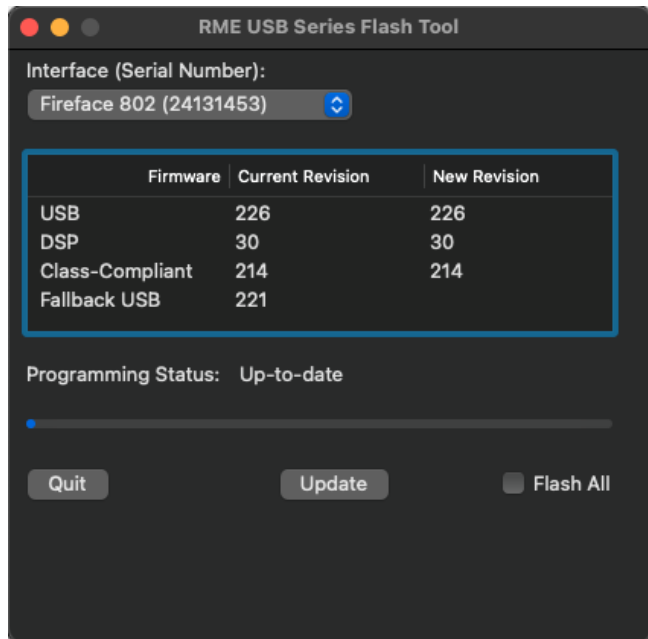 RME USB Series Flash Tool
Interface (Serial Number):
Fireface 802 (24131453)
Firmware Current Revision New Revision
USB 226 226
DSP 30 30
Class-Compliant 214 214
Fallback USB 221
Programming Status: Up-to-date
Quit Update Flash All